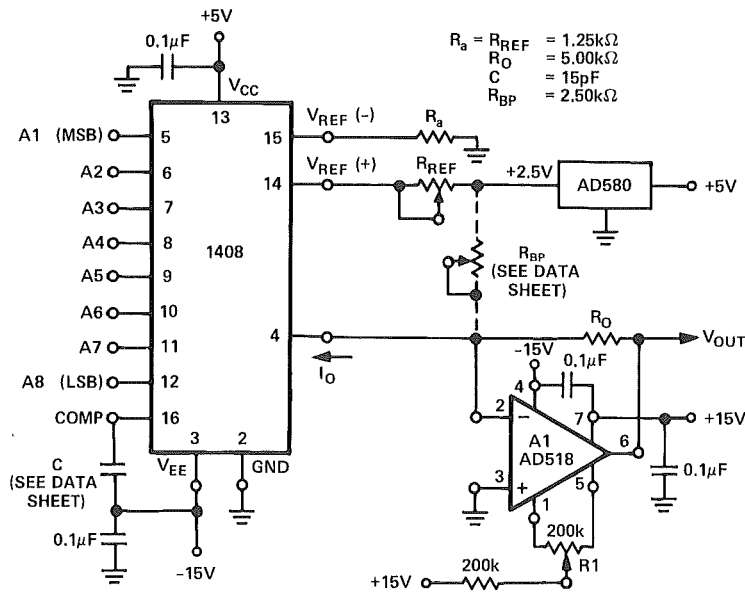 +5V
0.1μF
V_CC
13
R_a = R_REF = 1.25kΩ
R_O = 5.00kΩ
C = 15pF
R_BP = 2.50kΩ
A1 (MSB) 5
A2 6
A3 7
A4 8
A5 9
A6 10
A7 11
A8 (LSB) 12
COMP 16
1408
15 V_REF (-) R_a
14 V_REF (+) R_REF
+2.5V AD580 +5V
R_BP
(SEE DATA
SHEET)
4
I_O
R_O
V_OUT
-15V
0.1μF
4
2 −
7
+15V
A1
AD518
6
3 +
5
0.1μF
1
200k
R1
+15V 200k
3
V_EE
2
GND
C
(SEE DATA
SHEET)
0.1μF
-15V